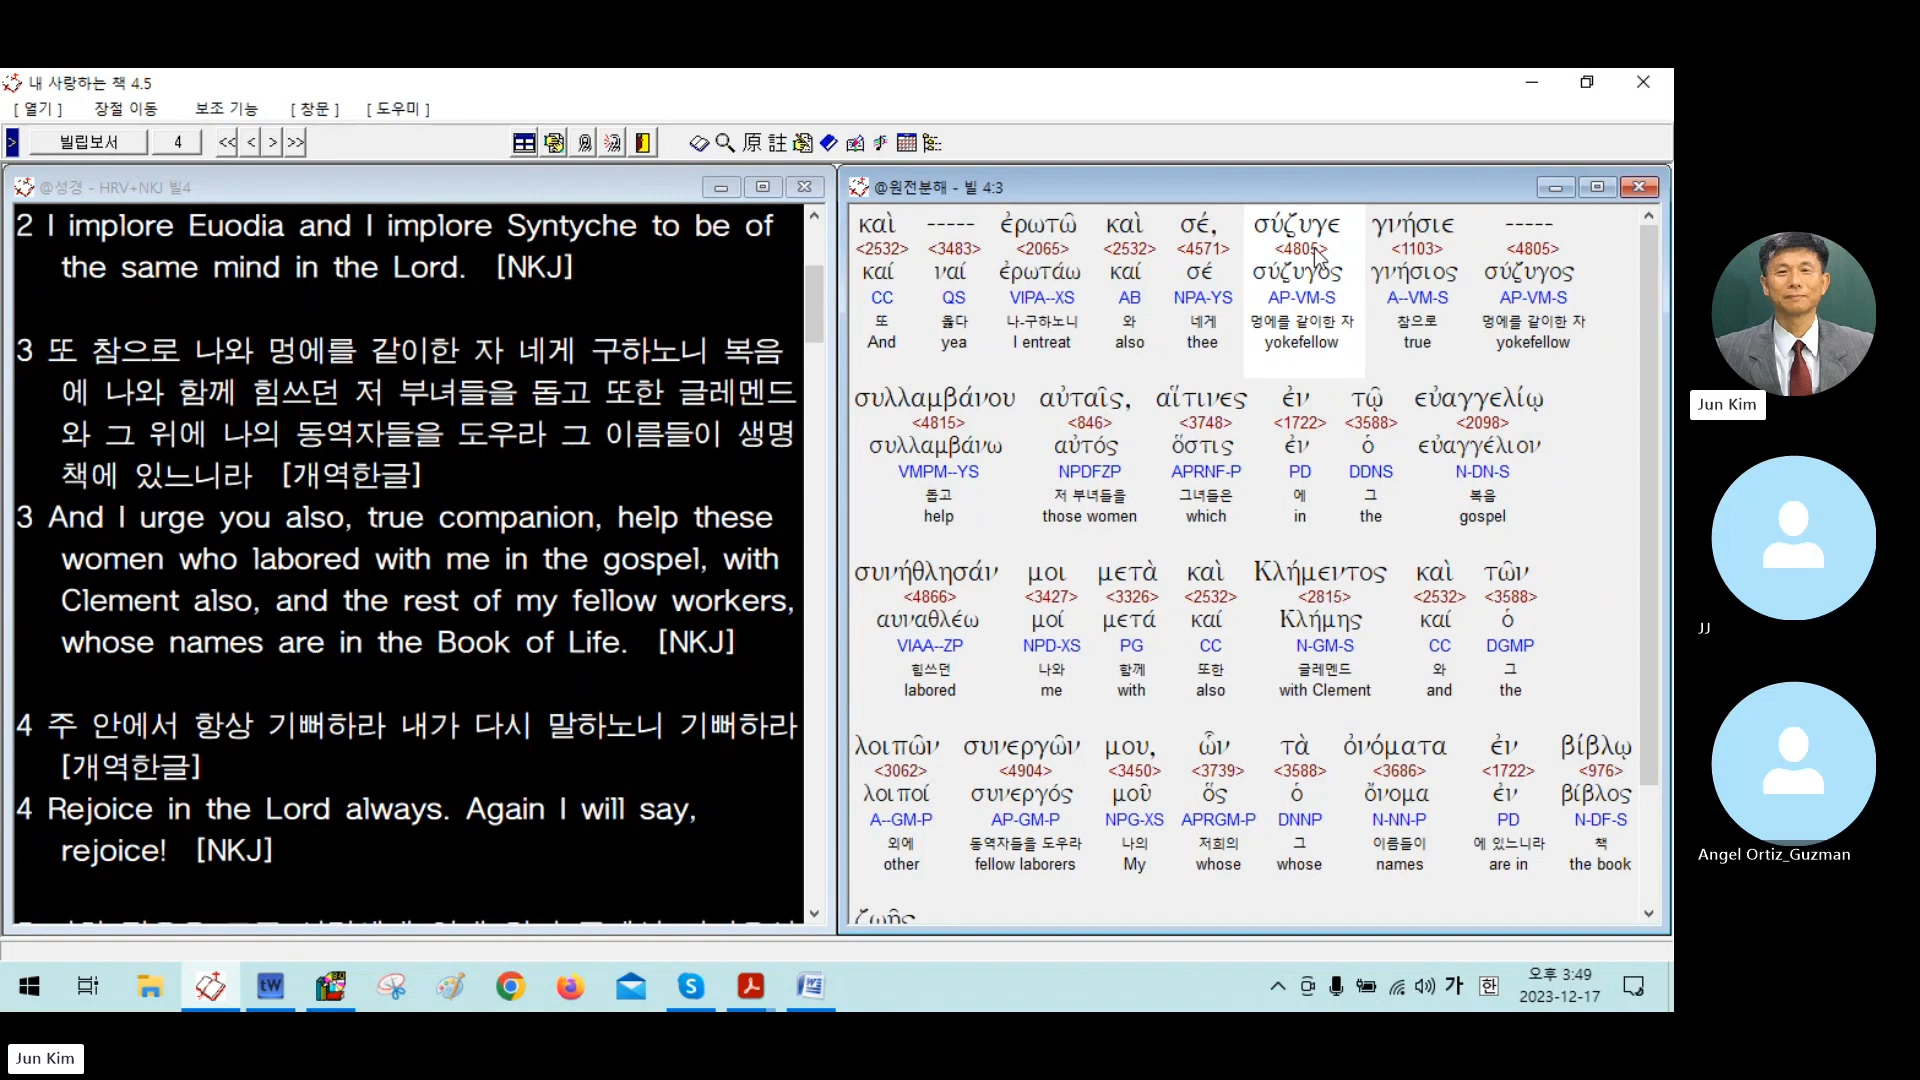 내 사랑하는 책 4.5
[ 열기 ] 장절 이동 보조 기능 [ 창문 ] [ 도우미 ]
> 빌립보서 4 << < > >> 原 註
@성경 - HRV+NKJ 빌4
2 I implore Euodia and I implore Syntyche to be of
the same mind in the Lord. [NKJ]
3 또 참으로 나와 멍에를 같이한 자 네게 구하노니 복음
에 나와 함께 힘쓰던 저 부녀들을 돕고 또한 글레멘드
와 그 위에 나의 동역자들을 도우라 그 이름들이 생명
책에 있느니라 [개역한글]
3 And I urge you also, true companion, help these
women who labored with me in the gospel, with
Clement also, and the rest of my fellow workers,
whose names are in the Book of Life. [NKJ]
4 주 안에서 항상 기뻐하라 내가 다시 말하노니 기뻐하라
[개역한글]
4 Rejoice in the Lord always. Again I will say,
rejoice! [NKJ]
@원전분해 - 빌 4:3
καὶ ----- ἐρωτῶ καὶ σέ, σύζυγε γνήσιε -----
<2532> <3483> <2065> <2532> <4571> <4805> <1103> <4805>
καί ναί ἐρωτάω καί σέ σύζυγος γνήσιος σύζυγος
CC QS VIPA--XS AB NPA-YS AP-VM-S A--VM-S AP-VM-S
또 옳다 나-구하노니 와 네게 멍에를 같이한 자 참으로 멍에를 같이한 자
And yea I entreat also thee yokefellow true yokefellow
συλλαμβάνου αὐταῖς, αἵτινες ἐν τῷ εὐαγγελίῳ
<4815> <846> <3748> <1722> <3588> <2098>
συλλαμβάνω αὐτός ὅστις ἐν ὁ εὐαγγέλιον
VMPM--YS NPDFZP APRNF-P PD DDNS N-DN-S
돕고 저 부녀들을 그녀들은 에 그 복음
help those women which in the gospel
συνήθλησάν μοι μετὰ καὶ Κλήμεντος καὶ τῶν
<4866> <3427> <3326> <2532> <2815> <2532> <3588>
αυναθλέω μοί μετά καί Κλήμης καί ὁ
VIAA--ZP NPD-XS PG CC N-GM-S CC DGMP
힘쓰던 나와 함께 또한 글레멘드 와 그
labored me with also with Clement and the
λοιπῶν συνεργῶν μου, ὧν τὰ ὀνόματα ἐν βίβλῳ
<3062> <4904> <3450> <3739> <3588> <3686> <1722> <976>
λοιποί συνεργός μοῦ ὅς ὁ ὄνομα ἐν βίβλος
A--GM-P AP-GM-P NPG-XS APRGM-P DNNP N-NN-P PD N-DF-S
외에 동역자들을 도우라 나의 저희의 그 이름들이 에 있느니라 책
other fellow laborers My whose whose names are in the book
ζωῆς
Jun Kim
JJ
Angel Ortiz_Guzman
tW S W 가 한 오후 3:49
2023-12-17
Jun Kim